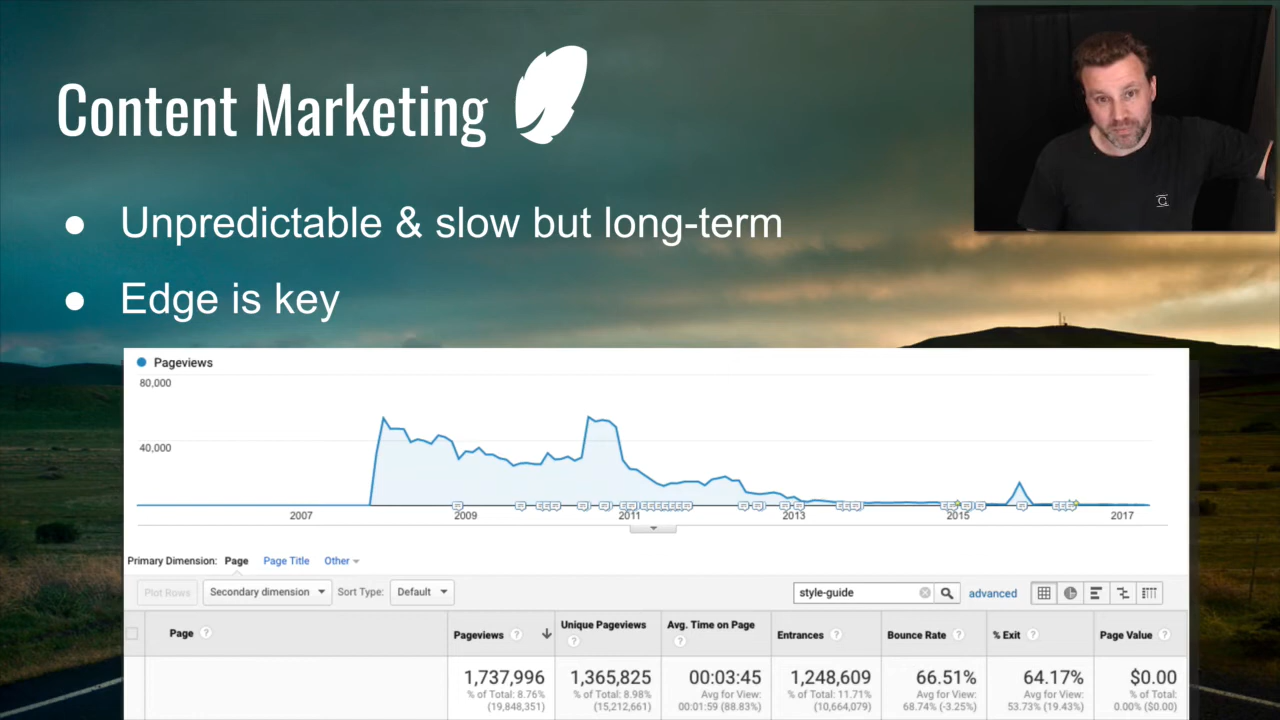 Content Marketing
● Unpredictable & slow but long-term
● Edge is key
C
Pageviews
80,000
40,000
2007 2009 2011 2013 2015 2017
Primary Dimension: Page Page Title Other
Plot Rows Secondary dimension Sort Type: Default style-guide advanced
Page ? Pageviews ? Unique Pageviews ? Avg. Time on Page ? Entrances ? Bounce Rate ? % Exit ? Page Value ?
1,737,996 1,365,825 00:03:45 1,248,609 66.51% 64.17% $0.00
% of Total: 8.76% % of Total: 8.98% Avg for View: % of Total: 11.71% Avg for View: Avg for View: % of Total:
(19,848,351) (15,212,661) 00:01:59 (88.83%) (10,664,079) 68.74% (-3.25%) 53.73% (19.43%) 0.00% ($0.00)